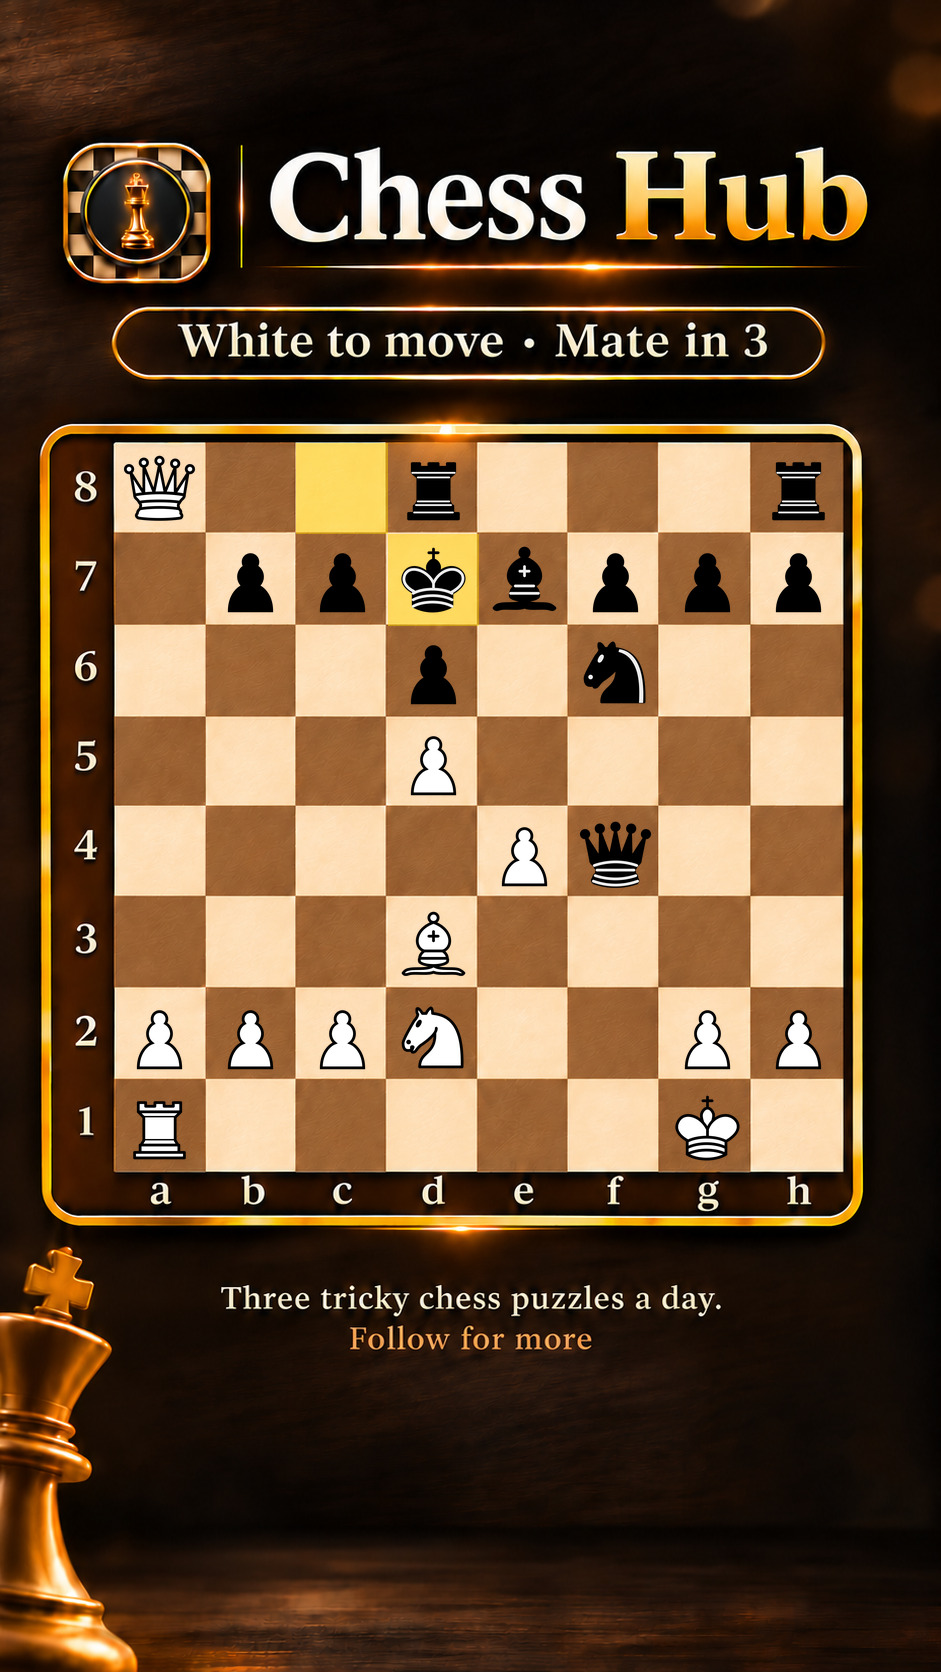 Chess Hub
White to move • Mate in 3
8
7
6
5
4
3
2
1
a b c d e f g h
Three tricky chess puzzles a day.
Follow for more